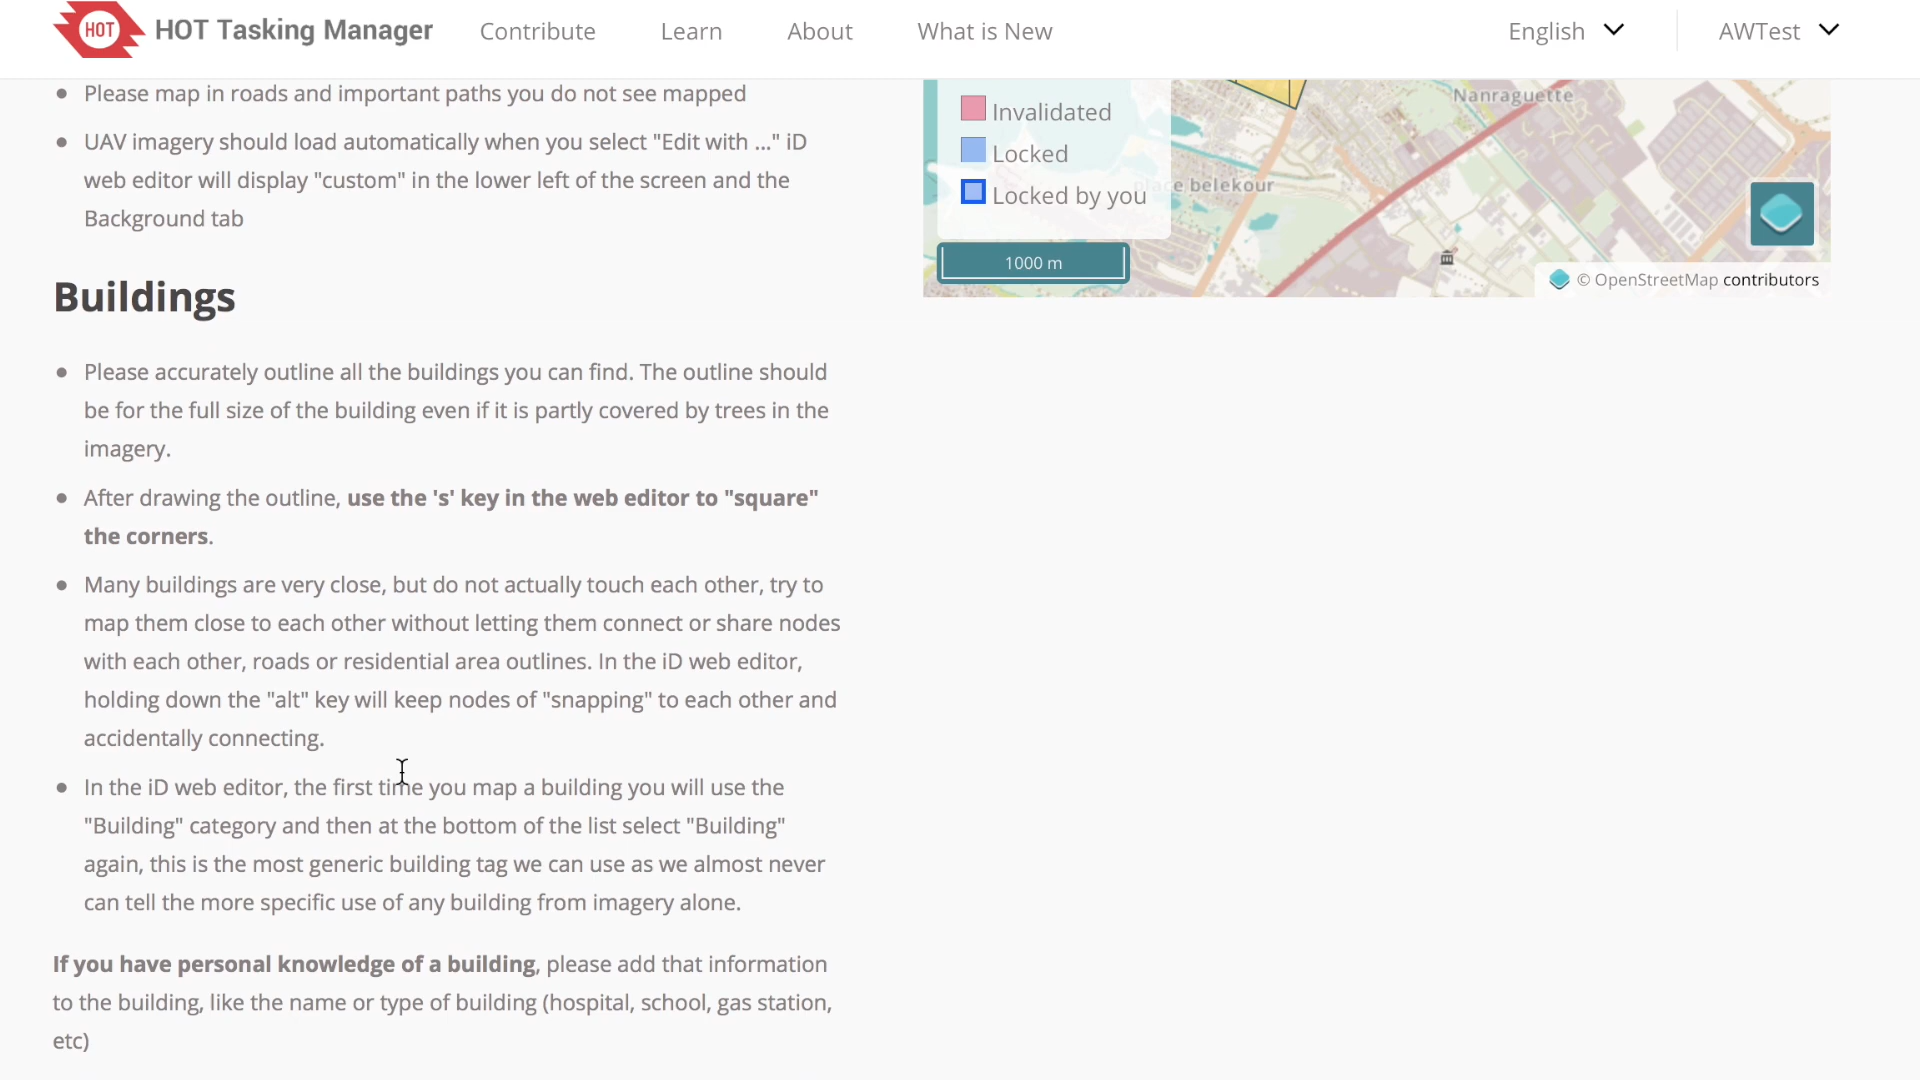 HOT
HOT Tasking Manager
Contribute
Learn
About
What is New
English
AWTest
Please map in roads and important paths you do not see mapped
UAV imagery should load automatically when you select "Edit with ..." iD
web editor will display "custom" in the lower left of the screen and the
Background tab
Buildings
Please accurately outline all the buildings you can find. The outline should
be for the full size of the building even if it is partly covered by trees in the
imagery.
After drawing the outline, use the 's' key in the web editor to "square"
the corners.
Many buildings are very close, but do not actually touch each other, try to
map them close to each other without letting them connect or share nodes
with each other, roads or residential area outlines. In the iD web editor,
holding down the "alt" key will keep nodes of "snapping" to each other and
accidentally connecting.
In the iD web editor, the first time you map a building you will use the
"Building" category and then at the bottom of the list select "Building"
again, this is the most generic building tag we can use as we almost never
can tell the more specific use of any building from imagery alone.
If you have personal knowledge of a building, please add that information
to the building, like the name or type of building (hospital, school, gas station,
etc)
Invalidated
Locked
Locked by you
Nanraguette
belekour
1000 m
© OpenStreetMap contributors